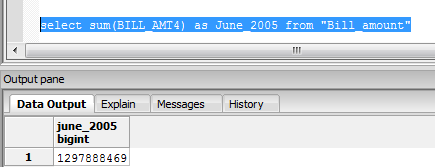 select sum(BILL_AMT4) as June_2005 from "Bill_amount"
Output pane
Data Output Explain Messages History
june_2005
bigint
1 1297888469